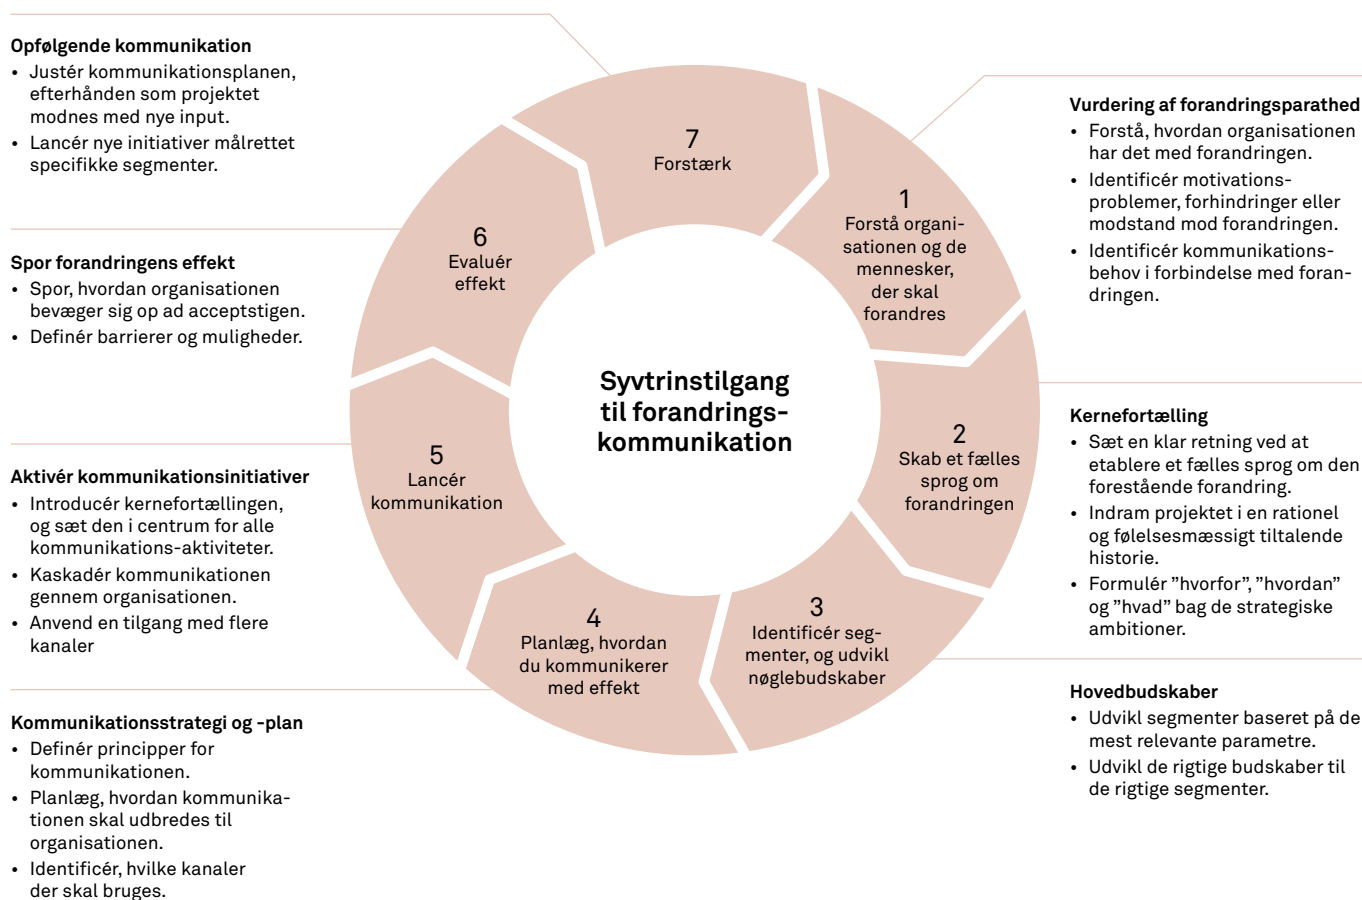 Syvtrinstilgang
til forandrings-
kommunikation
1
Forstå organi-
sationen og de
mennesker,
der skal
forandres
Vurdering af forandringsparathed
• Forstå, hvordan organisationen
har det med forandringen.
• Identificér motivations-
problemer, forhindringer eller
modstand mod forandringen.
• Identificér kommunikations-
behov i forbindelse med foran-
dringen.
2
Skab et fælles
sprog om
forandringen
Kernefortælling
• Sæt en klar retning ved at
etablere et fælles sprog om den
forestående forandring.
• Indram projektet i en rationel
og følelsesmæssigt tiltalende
historie.
• Formulér ”hvorfor”, ”hvordan”
og ”hvad” bag de strategiske
ambitioner.
3
Identificér seg-
menter, og udvikl
nøglebudskaber
Hovedbudskaber
• Udvikl segmenter baseret på de
mest relevante parametre.
• Udvikl de rigtige budskaber til
de rigtige segmenter.
4
Planlæg, hvordan
du kommunikerer
med effekt
Kommunikationsstrategi og -plan
• Definér principper for
kommunikationen.
• Planlæg, hvordan kommunika-
tionen skal udbredes til
organisationen.
• Identificér, hvilke kanaler
der skal bruges.
5
Lancér
kommunikation
Aktivér kommunikationsinitiativer
• Introducér kernefortællingen,
og sæt den i centrum for alle
kommunikations-aktiviteter.
• Kaskadér kommunikationen
gennem organisationen.
• Anvend en tilgang med flere
kanaler
6
Evaluér
effekt
Spor forandringens effekt
• Spor, hvordan organisationen
bevæger sig op ad acceptstigen.
• Definér barrierer og muligheder.
7
Forstærk
Opfølgende kommunikation
• Justér kommunikationsplanen,
efterhånden som projektet
modnes med nye input.
• Lancér nye initiativer målrettet
specifikke segmenter.